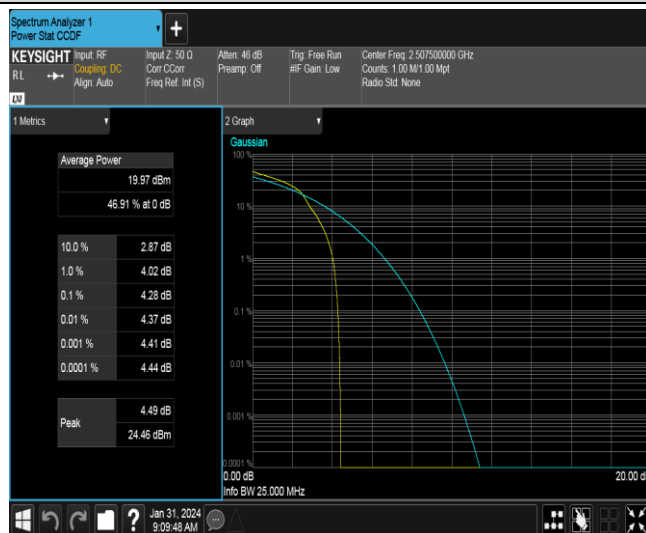 Spectrum Analyzer 1
Power Stat CCDF
+
KEYSIGHT
RL
LXI
Input: RF
Coupling: DC
Align: Auto
Input Z: 50 Ω
Corr CCorr
Freq Ref: Int (S)
Atten: 46 dB
Preamp: Off
Trig: Free Run
#IF Gain: Low
Center Freq: 2.507500000 GHz
Counts: 1.00 M/1.00 Mpt
Radio Std: None
1 Metrics
Average Power
19.97 dBm
46.91 % at 0 dB
10.0 % 2.87 dB
1.0 % 4.02 dB
0.1 % 4.28 dB
0.01 % 4.37 dB
0.001 % 4.41 dB
0.0001 % 4.44 dB
Peak
4.49 dB
24.46 dBm
2 Graph
Gaussian
100 %
10 %
1 %
0.1 %
0.01 %
0.001 %
0.0001 %
0.00 dB
20.00 d
Info BW 25.000 MHz
?
Jan 31, 2024
9:09:48 AM